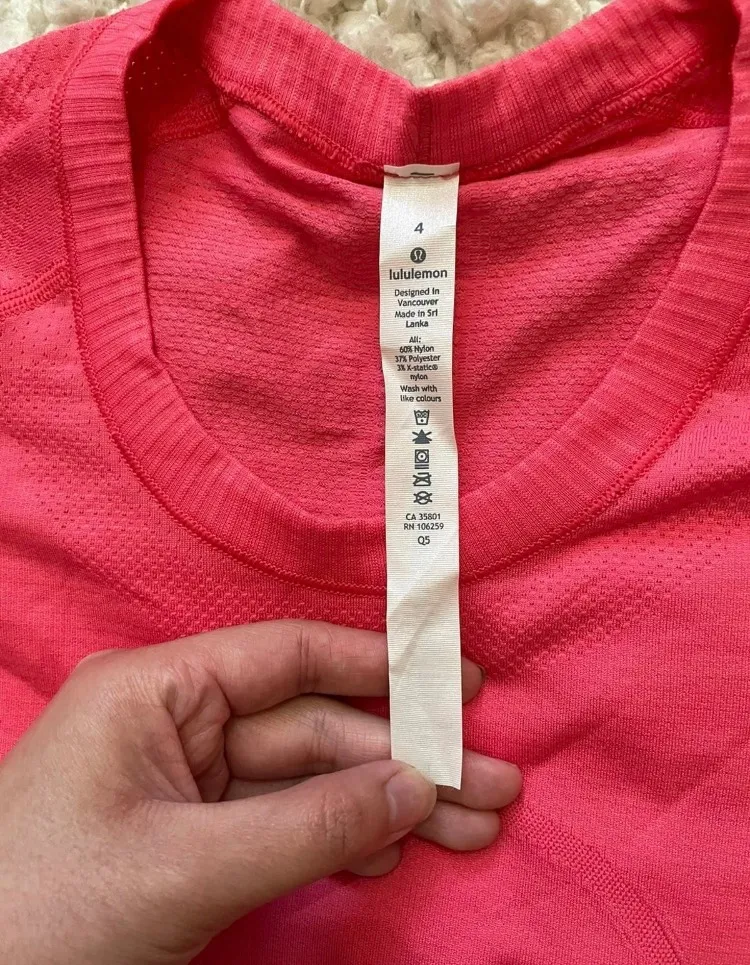 4
lululemon
Designed in
Vancouver
Made in Sri
Lanka
All:
60% Nylon
37% Polyester
3% X-static®
nylon
Wash with
like colours
CA 35801
RN 106259
Q5